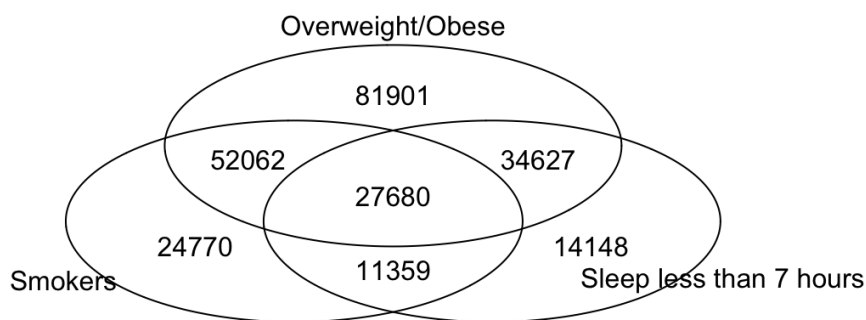 Overweight/Obese
81901
52062
34627
27680
24770
14148
11359
Smokers
Sleep less than 7 hours